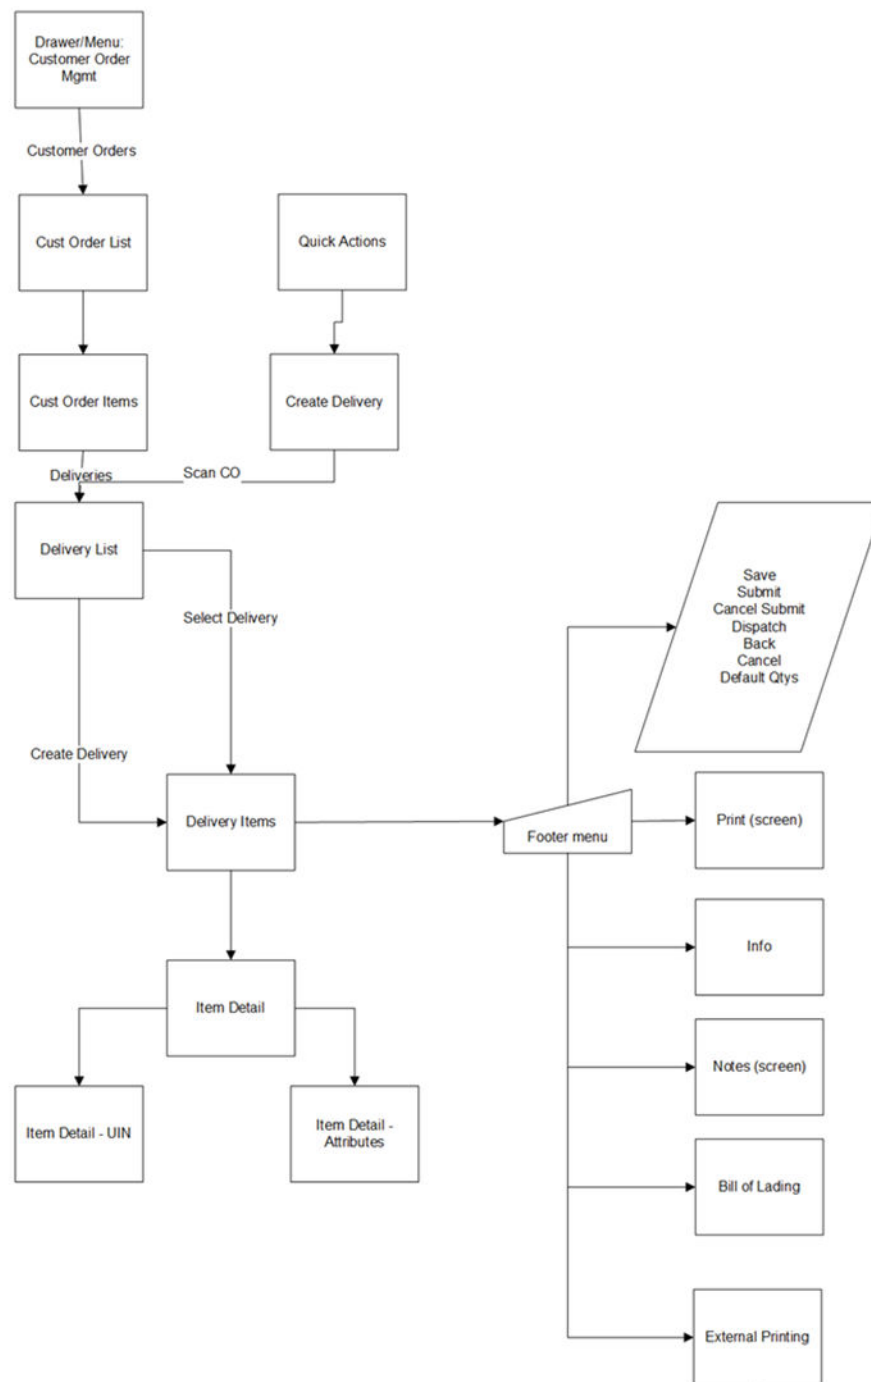 Drawer/Menu:
Customer Order
Mgmt
Customer Orders
Cust Order List
Quick Actions
Cust Order Items
Create Delivery
Deliveries
Scan CO
Delivery List
Select Delivery
Save
Submit
Cancel Submit
Dispatch
Back
Cancel
Default Qtys
Create Delivery
Delivery Items
Footer menu
Print (screen)
Info
Item Detail
Notes (screen)
Item Detail - UIN
Item Detail -
Attributes
Bill of Lading
External Printing